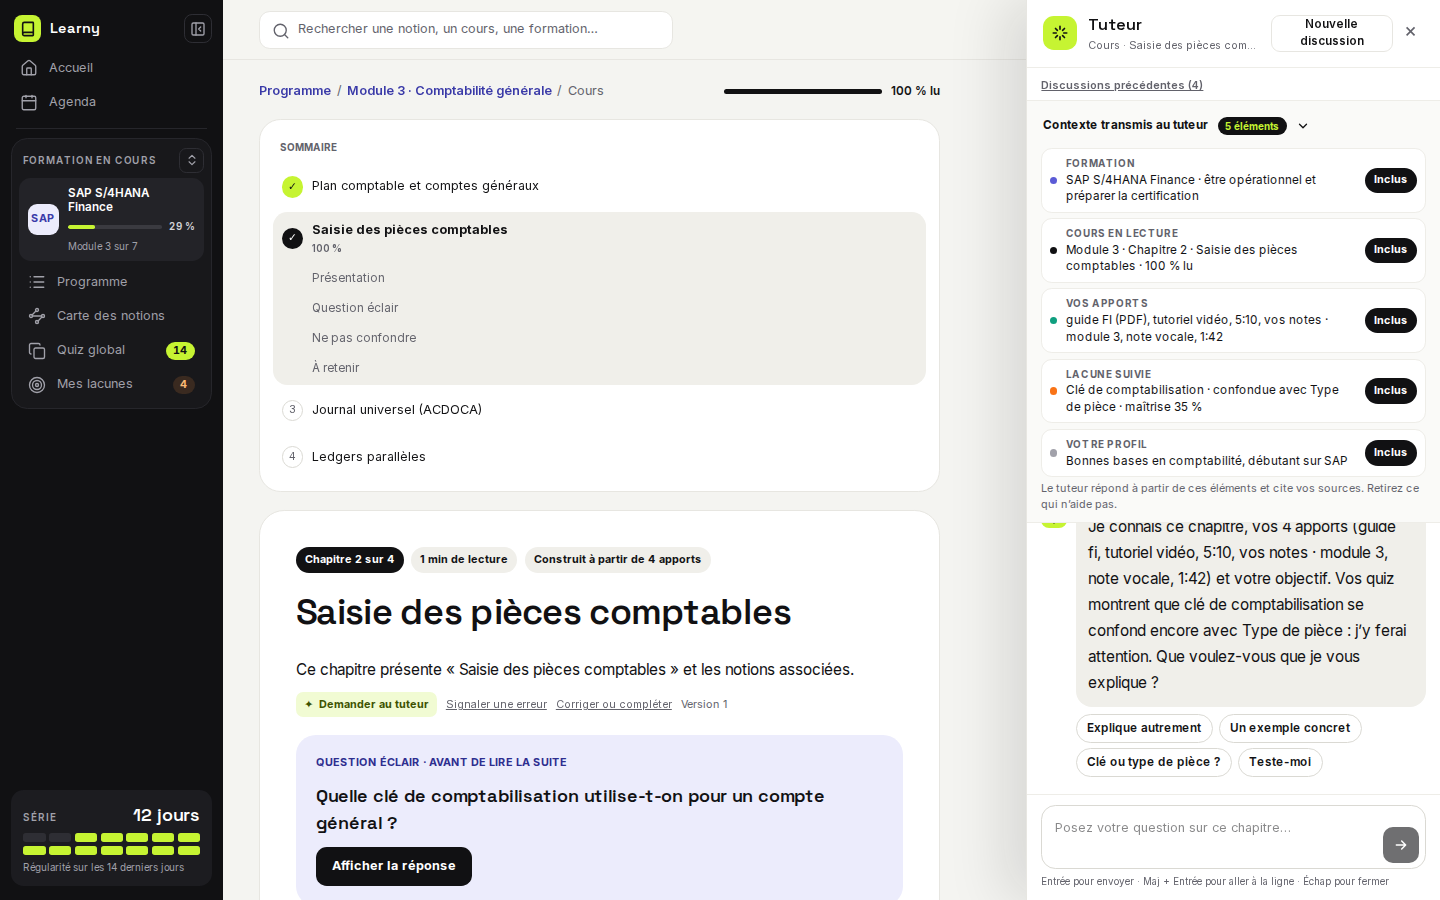 Learny
Accueil
Agenda
FORMATION EN COURS
SAP
SAP S/4HANA
Finance
29 %
Module 3 sur 7
Programme
Carte des notions
Quiz global
14
Mes lacunes
4
SÉRIE
12 jours
Régularité sur les 14 derniers jours
Rechercher une notion, un cours, une formation…
Programme / Module 3 · Comptabilité générale / Cours
100 % lu
SOMMAIRE
Plan comptable et comptes généraux
Saisie des pièces comptables
100 %
Présentation
Question éclair
Ne pas confondre
À retenir
3 Journal universel (ACDOCA)
4 Ledgers parallèles
Chapitre 2 sur 4
1 min de lecture
Construit à partir de 4 apports
Saisie des pièces comptables
Ce chapitre présente « Saisie des pièces comptables » et les notions associées.
Demander au tuteur
Signaler une erreur
Corriger ou compléter
Version 1
QUESTION ÉCLAIR · AVANT DE LIRE LA SUITE
Quelle clé de comptabilisation utilise-t-on pour un compte
général ?
Afficher la réponse
Tuteur
Cours · Saisie des pièces com…
Nouvelle
discussion
Discussions précédentes (4)
Contexte transmis au tuteur
5 éléments
FORMATION
SAP S/4HANA Finance · être opérationnel et
préparer la certification
Inclus
COURS EN LECTURE
Module 3 · Chapitre 2 · Saisie des pièces
comptables · 100 % lu
Inclus
VOS APPORTS
guide FI (PDF), tutoriel vidéo, 5:10, vos notes ·
module 3, note vocale, 1:42
Inclus
LACUNE SUIVIE
Clé de comptabilisation · confondue avec Type
de pièce · maîtrise 35 %
Inclus
VOTRE PROFIL
Bonnes bases en comptabilité, débutant sur SAP
Inclus
Le tuteur répond à partir de ces éléments et cite vos sources. Retirez ce
qui n’aide pas.
Je connais ce chapitre, vos 4 apports (guide
fi, tutoriel vidéo, 5:10, vos notes · module 3,
note vocale, 1:42) et votre objectif. Vos quiz
montrent que clé de comptabilisation se
confond encore avec Type de pièce : j’y ferai
attention. Que voulez-vous que je vous
explique ?
Explique autrement
Un exemple concret
Clé ou type de pièce ?
Teste-moi
Posez votre question sur ce chapitre…
Entrée pour envoyer · Maj + Entrée pour aller à la ligne · Échap pour fermer